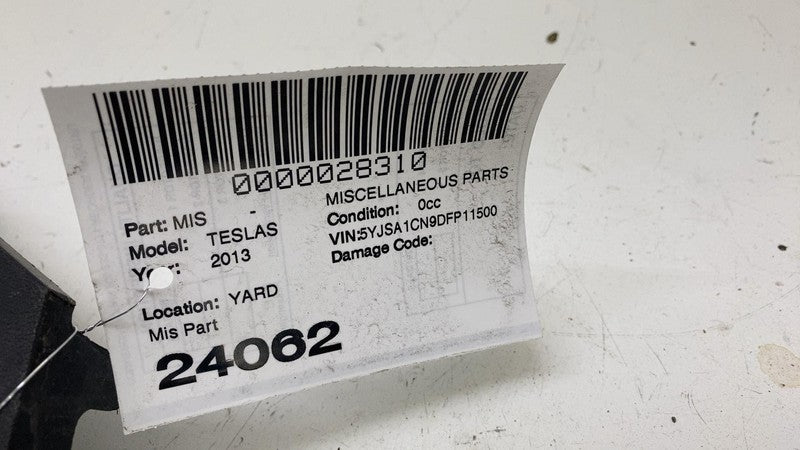 0000028310
Part: MIS - MISCELLANEOUS PARTS
Model: TESLAS Condition: 0cc
Year: 2013 VIN:5YJSA1CN9DFP11500
Damage Code:
Location: YARD
Mis Part
24062